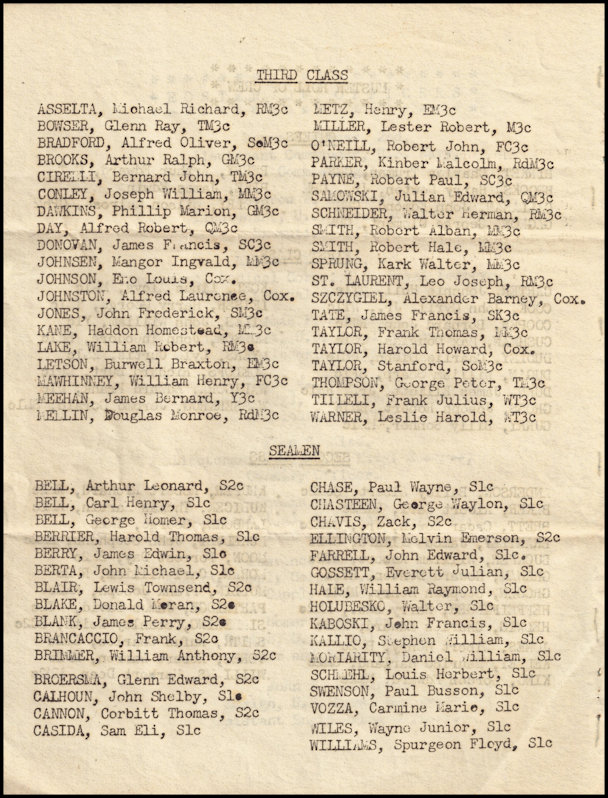 THIRD CLASS
ASSELTA, Michael Richard, RM3c
BOWSER, Glenn Ray, TM3c
BRADFORD, Alfred Oliver, SoM3c
BROOKS, Arthur Ralph, GM3c
CIRELLI, Bernard John, TM3c
CONLEY, Joseph William, MM3c
DAWKINS, Phillip Marion, GM3c
DAY, Alfred Robert, QM3c
DONOVAN, James Francis, SC3c
JOHNSEN, Mangor Ingvald, MM3c
JOHNSON, Eno Louis, Cox.
JOHNSTON, Alfred Laurence, Cox.
JONES, John Frederick, SM3c
KANE, Haddon Homestead, MM3c
LAKE, William Robert, RM3c
LETSON, Burwell Braxton, EM3c
MAWHINNEY, William Henry, FC3c
MEEHAN, James Bernard, Y3c
MELLIN, Douglas Monroe, RdM3c
METZ, Henry, EM3c
MILLER, Lester Robert, M3c
O'NEILL, Robert John, FC3c
PARKER, Kinber Malcolm, RdM3c
PAYNE, Robert Paul, SC3c
SAMOWSKI, Julian Edward, QM3c
SCHNEIDER, Walter Herman, RM3c
SMITH, Robert Alban, MM3c
SMITH, Robert Hale, MM3c
SPRUNG, Kark Walter, MM3c
ST. LAURENT, Leo Joseph, RM3c
SZCZYGIEL, Alexander Barney, Cox.
TATE, James Francis, SK3c
TAYLOR, Frank Thomas, MM3c
TAYLOR, Harold Howard, Cox.
TAYLOR, Stanford, SoM3c
THOMPSON, George Peter, TM3c
Frank Julius, WT3c
WARNER, Leslie Harold, WT3c
SEAMEN
BELL, Arthur Leonard, S2c
BELL, Carl Henry, S1c
BELL, George Homer, S1c
BERRIER, Harold Thomas, S1c
BERRY, James Edwin, S1c
BERTA, John Michael, S1c
BLAIR, Lewis Townsend, S2c
BLAKE, Donald Moran, S2c
BLANK, James Perry, S2c
BRANCACCIO, Frank, S2c
BRIMMER, William Anthony, S2c
BROERSMA, Glenn Edward, S2c
CALHOUN, John Shelby, S1c
CANNON, Corbitt Thomas, S2c
CASIDA, Sam Eli, S1c
CHASE, Paul Wayne, S1c
CHASTEEN, George Waylon, S1c
CHAVIS, Zack, S2c
ELLINGTON, Melvin Emerson, S2c
FARRELL, John Edward, S1c.
GOSSETT, Everett Julian, S1c
HALE, William Raymond, S1c
HOLUBESKO, Walter, S1c
KABOSKI, John Francis, S1c
KALLIO, Stephen William, S1c
MORIARITY, Daniel William, S1c
SCHMEHL, Louis Herbert, S1c
SWENSON, Paul Busson, S1c
VOZZA, Carmine Marie, S1c
WILES, Wayne Junior, S1c
WILLIAMS, Spurgeon Floyd, S1c